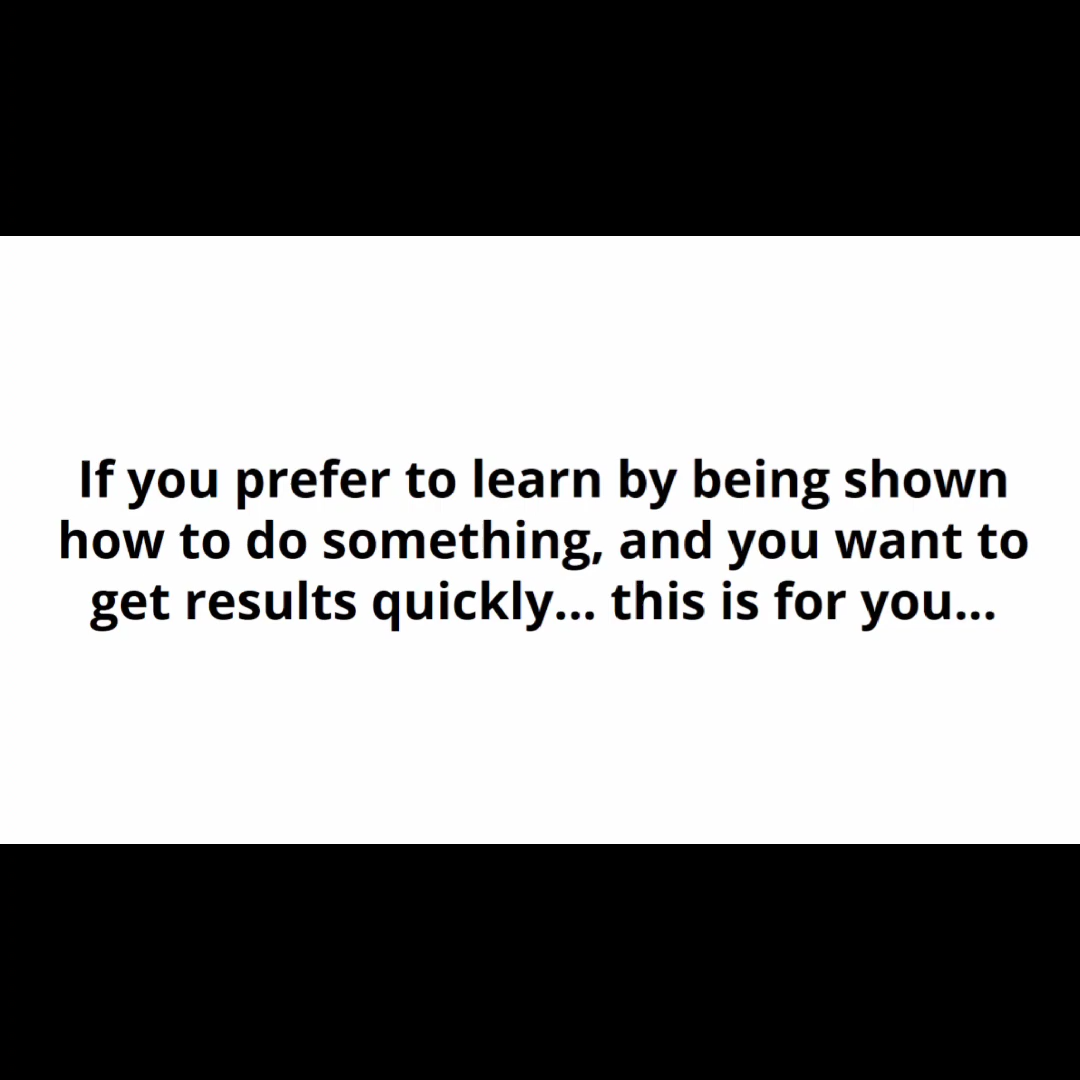 If you prefer to learn by being shown
how to do something, and you want to
get results quickly... this is for you...